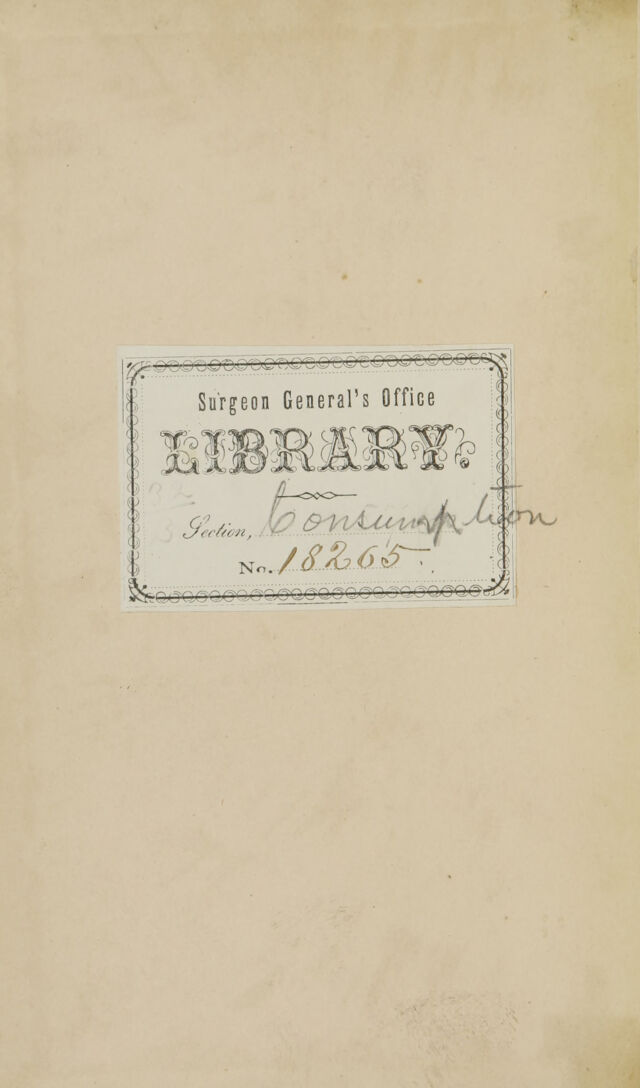 Surgeon General's Office
LIBRARY.
Section, Consumption
No. 18265.